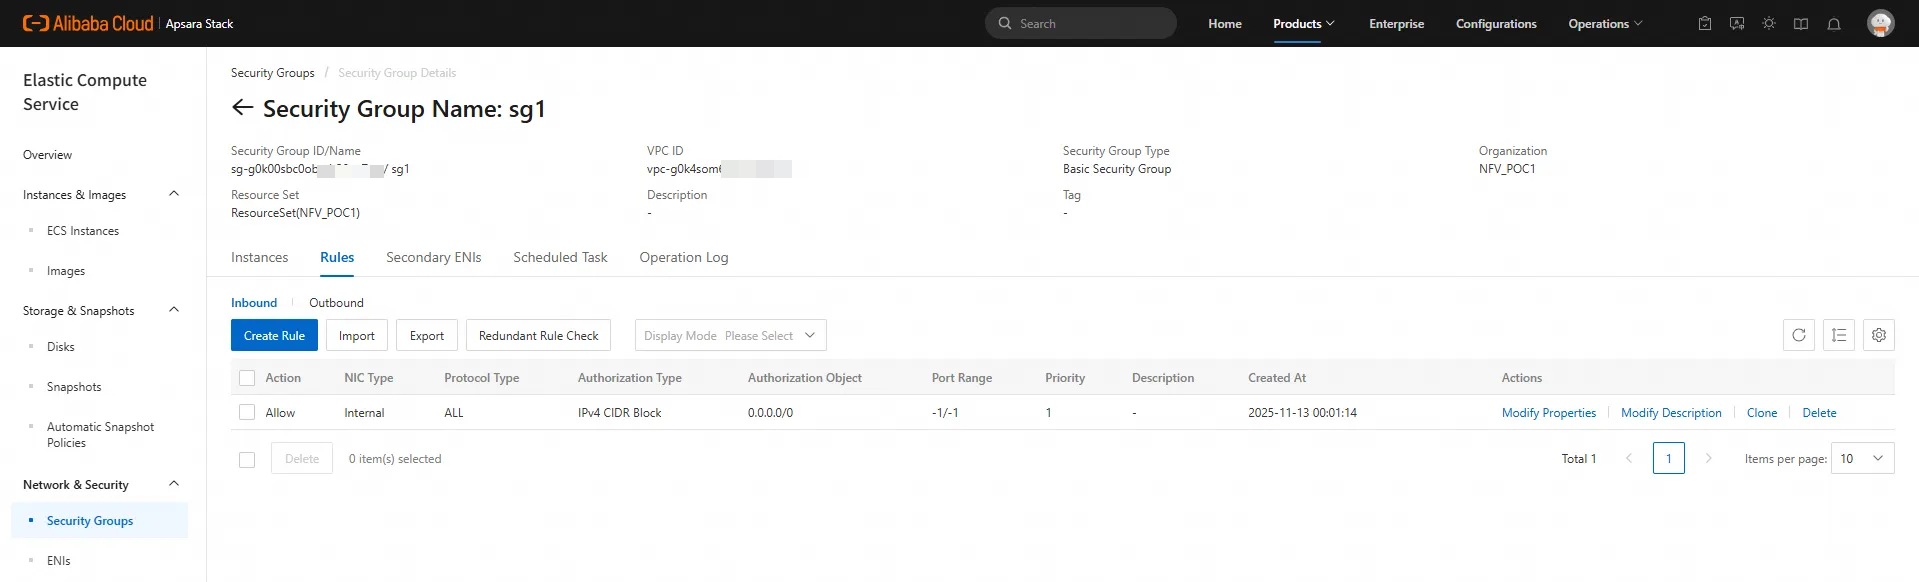 Alibaba Cloud | Apsara Stack
Search
Home
Products
Enterprise
Configurations
Operations
Elastic Compute
Service
Overview
Instances & Images
ECS Instances
Images
Storage & Snapshots
Disks
Snapshots
Automatic Snapshot
Policies
Network & Security
Security Groups
ENIs
Security Groups / Security Group Details
Security Group Name: sg1
Security Group ID/Name
sg-g0k00sbc0ob / sg1
VPC ID
vpc-g0k4som
Security Group Type
Basic Security Group
Organization
NFV_POC1
Resource Set
ResourceSet(NFV_POC1)
Description
-
Tag
-
Instances Rules Secondary ENIs Scheduled Task Operation Log
Inbound Outbound
Create Rule Import Export Redundant Rule Check Display Mode Please Select
Action NIC Type Protocol Type Authorization Type Authorization Object Port Range Priority Description Created At Actions
Allow Internal ALL IPv4 CIDR Block 0.0.0.0/0 -1/-1 1 - 2025-11-13 00:01:14 Modify Properties Modify Description Clone Delete
Delete 0 item(s) selected Total 1 1 Items per page: 10